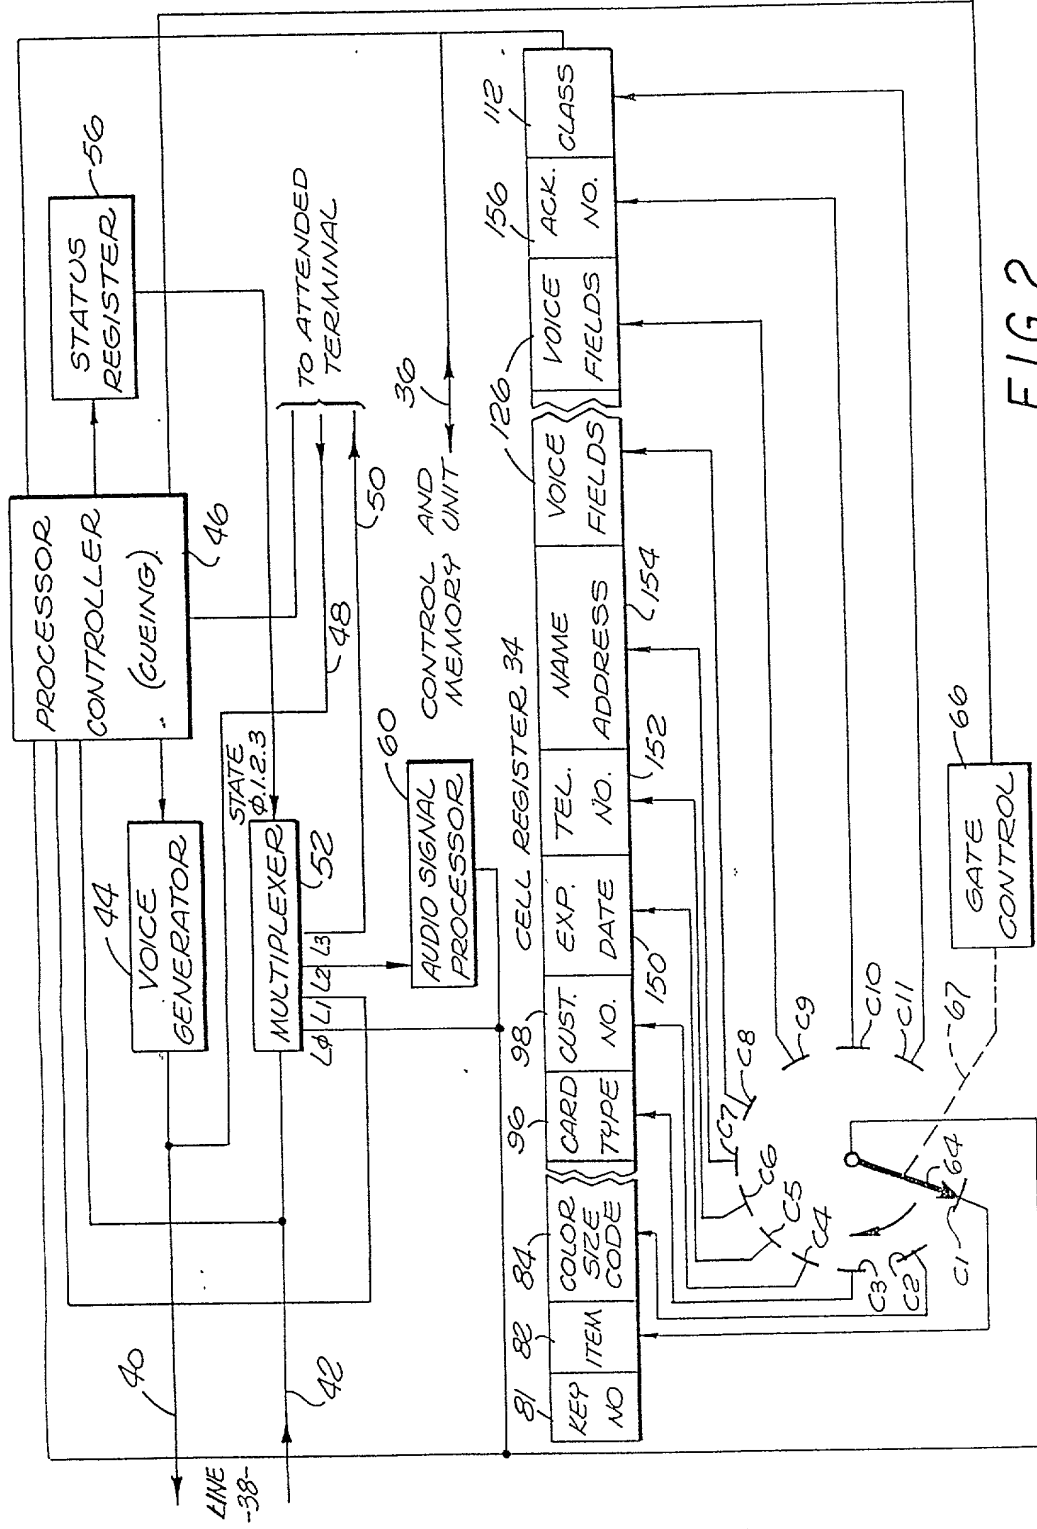 56
STATUS
REGISTER
PROCESSOR
CONTROLLER
(CUEING)
46
TO ATTENDED
TERMINAL
44
VOICE
GENERATOR
STATE
ϕ.1.2.3
48
50
40
MULTIPLEXER
52
Lϕ L1 L2 L3
LINE
-38-
42
60
AUDIO SIGNAL
PROCESSOR
36
CONTROL AND
MEMORY UNIT
CELL REGISTER 34
81
82
84
96
98
126
156
112
KEY
NO
ITEM
COLOR
SIZE
CODE
CARD
TYPE
CUST.
NO.
EXP.
DATE
TEL.
NO.
NAME
ADDRESS
VOICE
FIELDS
VOICE
FIELDS
ACK.
NO.
CLASS
150
152
154
C1
C2
C3
C4
C5
C6
C7
C8
C9
C10
C11
64
67
GATE
CONTROL
66
FIG 2